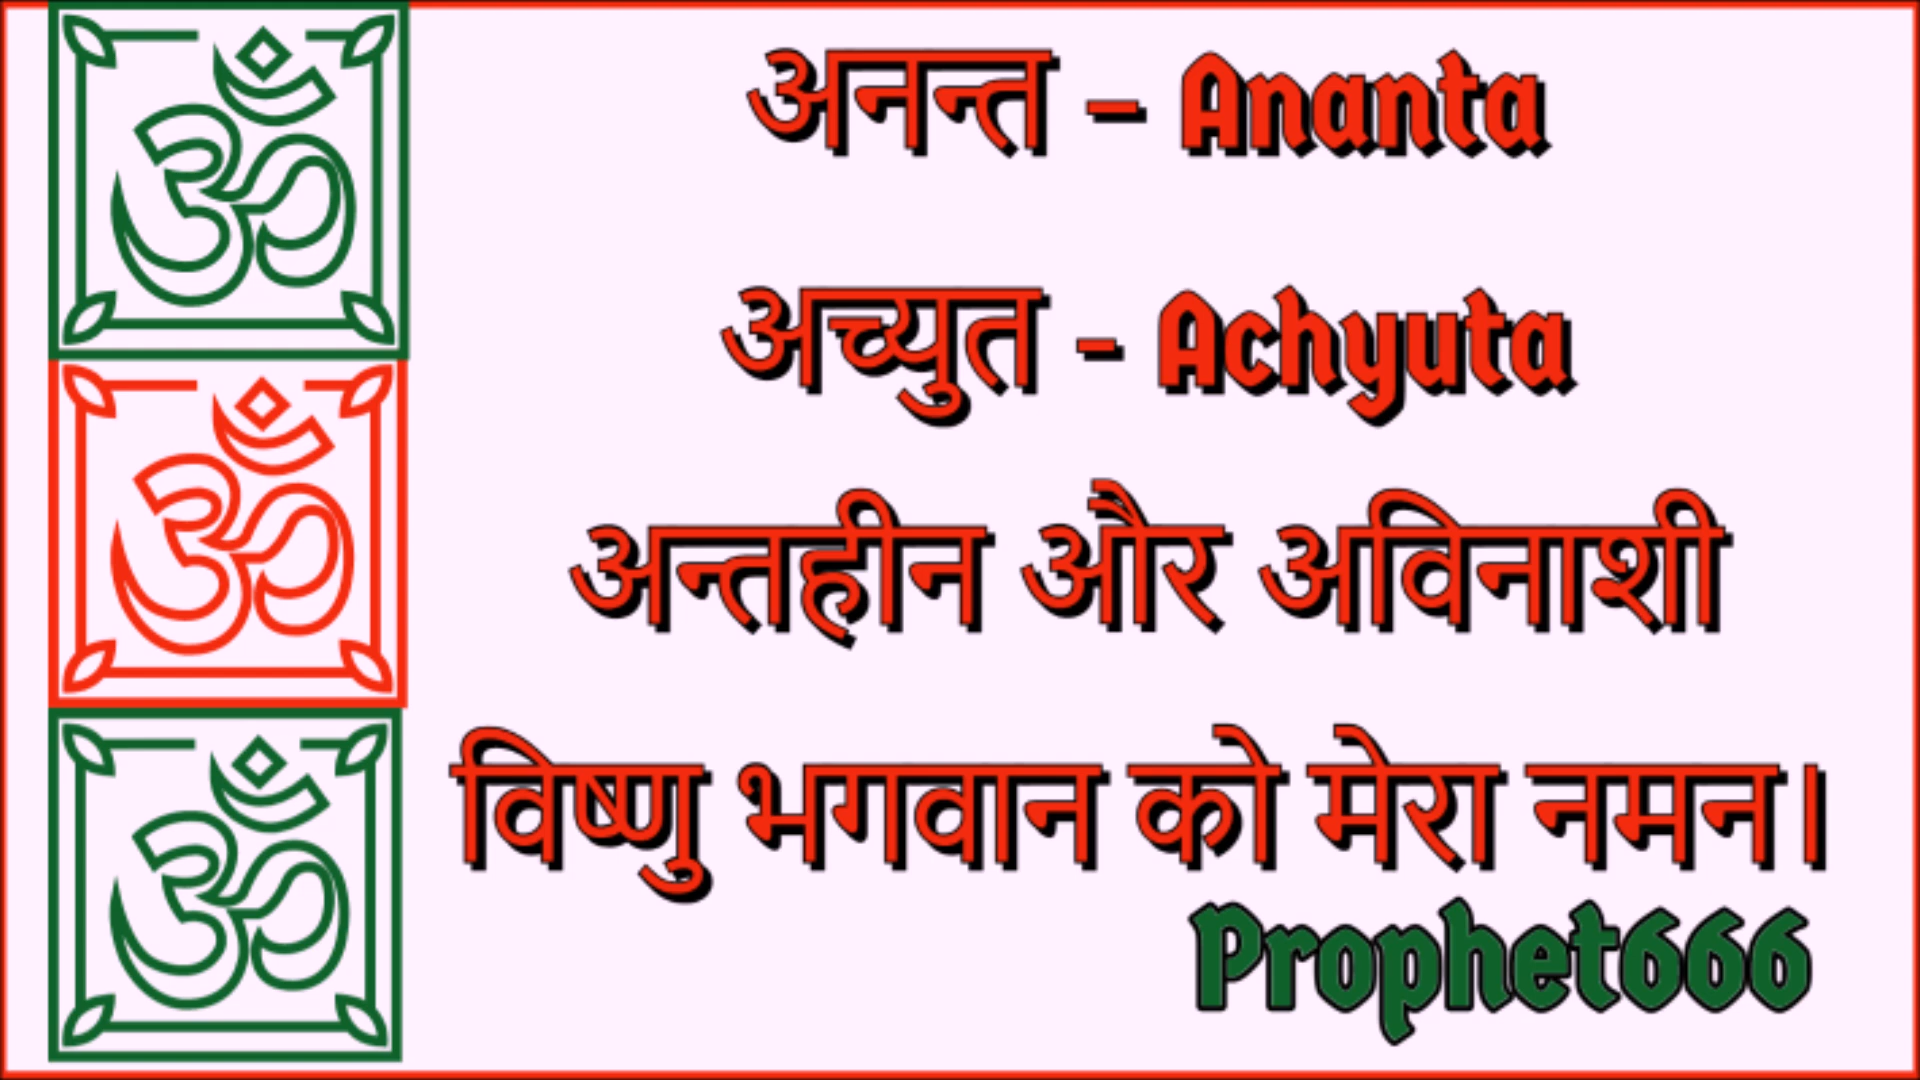 अनन्त - Ananta
अच्युत - Achyuta
अन्तहीन और अविनाशी
विष्णु भगवान को मेरा नमन।
Prophet666
ॐ
ॐ
ॐ